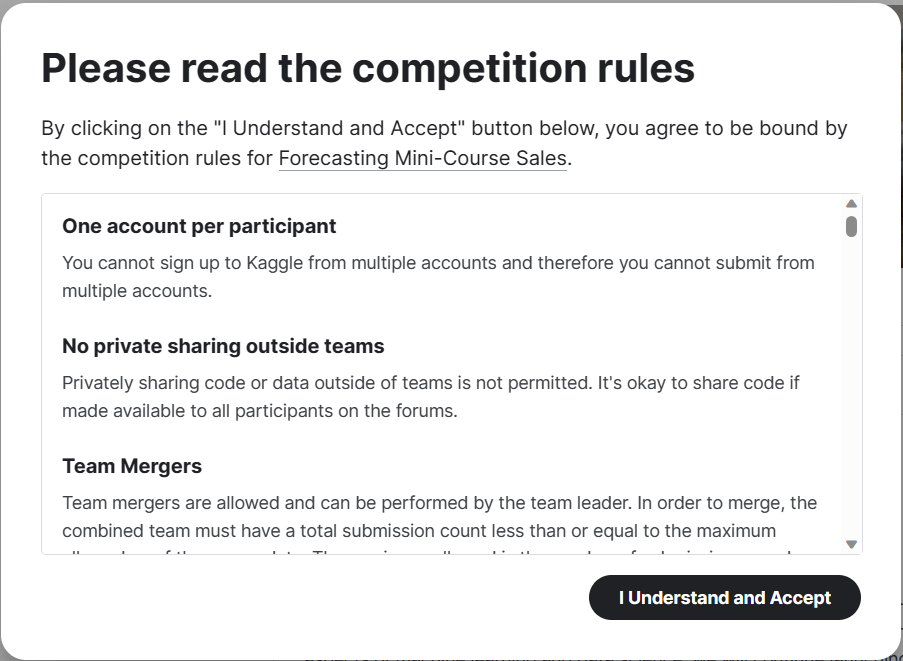 Please read the competition rules
By clicking on the "I Understand and Accept" button below, you agree to be bound by
the competition rules for Forecasting Mini-Course Sales.
One account per participant
You cannot sign up to Kaggle from multiple accounts and therefore you cannot submit from
multiple accounts.
No private sharing outside teams
Privately sharing code or data outside of teams is not permitted. It's okay to share code if
made available to all participants on the forums.
Team Mergers
Team mergers are allowed and can be performed by the team leader. In order to merge, the
combined team must have a total submission count less than or equal to the maximum
I Understand and Accept